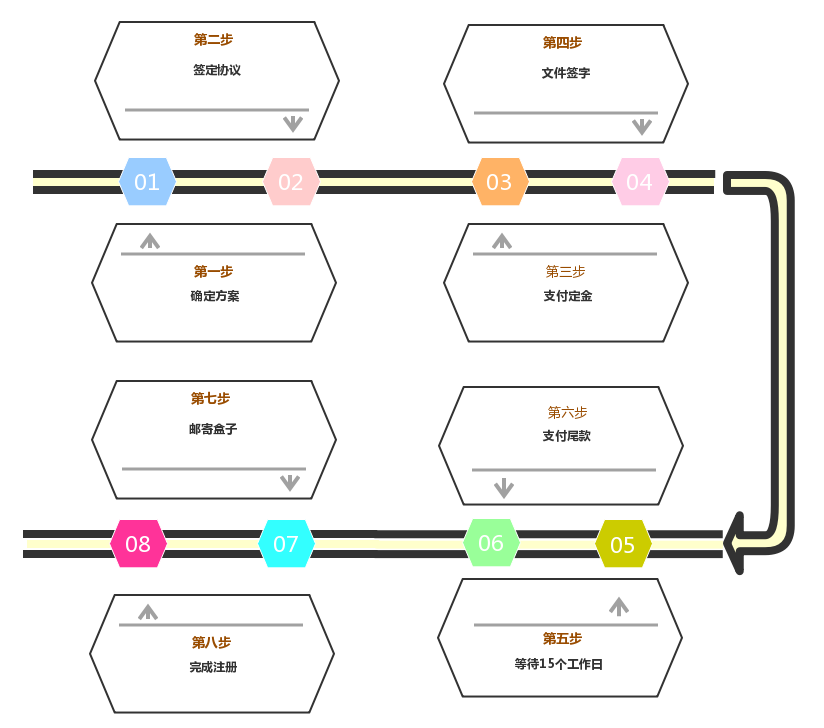 第二步
签定协议
第四步
文件签字
01
02
03
04
第一步
确定方案
第三步
支付定金
第七步
邮寄盒子
第六步
支付尾款
08
07
06
05
第八步
完成注册
第五步
等待15个工作日